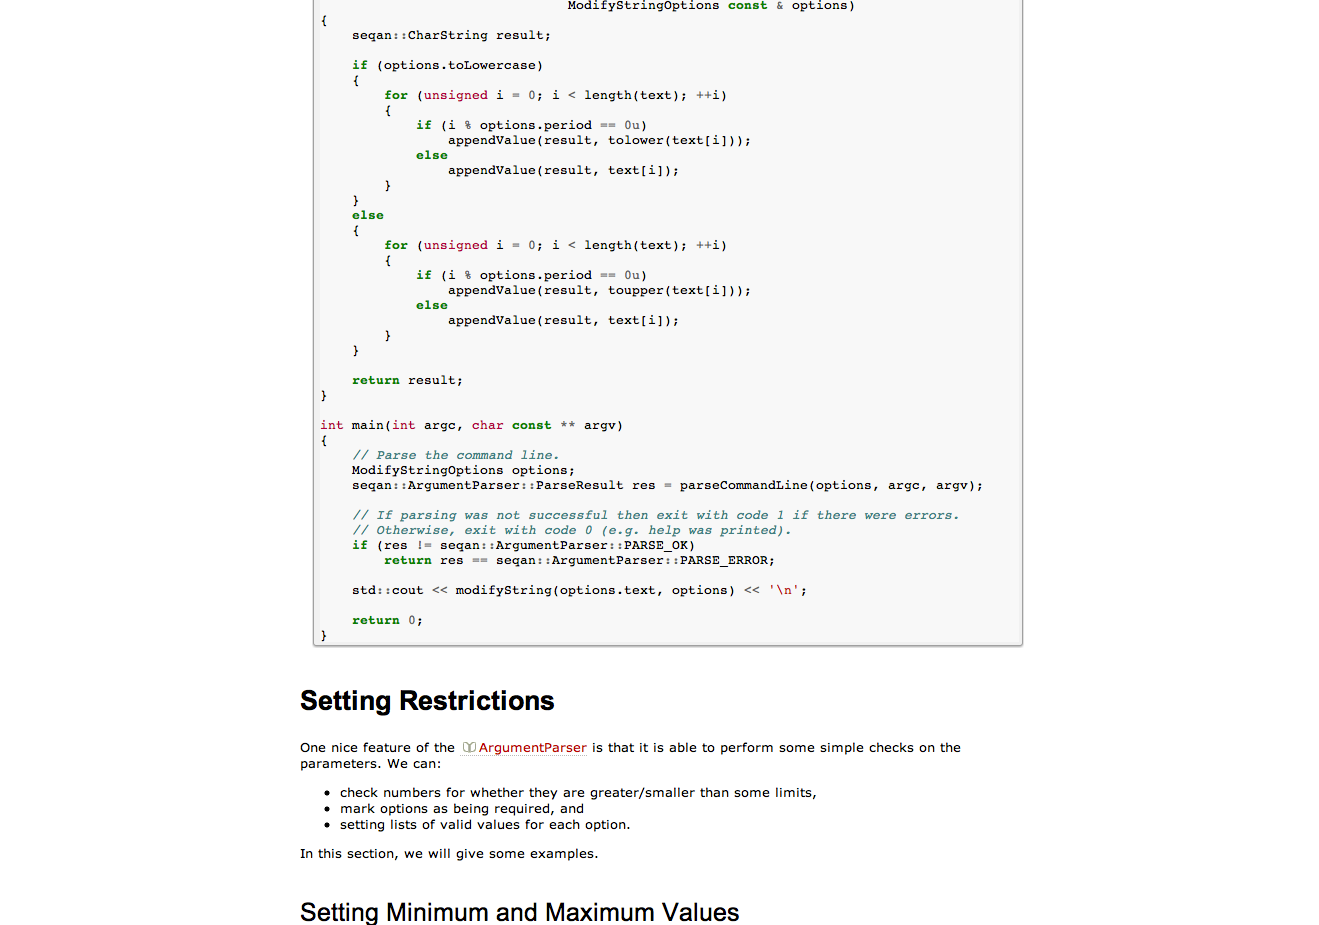 ModifyStringOptions const & options)
{
    seqan::CharString result;

    if (options.toLowercase)
    {
        for (unsigned i = 0; i < length(text); ++i)
        {
            if (i % options.period == 0u)
                appendValue(result, tolower(text[i]));
            else
                appendValue(result, text[i]);
        }
    }
    else
    {
        for (unsigned i = 0; i < length(text); ++i)
        {
            if (i % options.period == 0u)
                appendValue(result, toupper(text[i]));
            else
                appendValue(result, text[i]);
        }
    }

    return result;
}

int main(int argc, char const ** argv)
{
    // Parse the command line.
    ModifyStringOptions options;
    seqan::ArgumentParser::ParseResult res = parseCommandLine(options, argc, argv);

    // If parsing was not successful then exit with code 1 if there were errors.
    // Otherwise, exit with code 0 (e.g. help was printed).
    if (res != seqan::ArgumentParser::PARSE_OK)
        return res == seqan::ArgumentParser::PARSE_ERROR;

    std::cout << modifyString(options.text, options) << '\n';

    return 0;
}

Setting Restrictions
One nice feature of the ArgumentParser is that it is able to perform some simple checks on the
parameters. We can:
• check numbers for whether they are greater/smaller than some limits,
• mark options as being required, and
• setting lists of valid values for each option.
In this section, we will give some examples.
Setting Minimum and Maximum Values